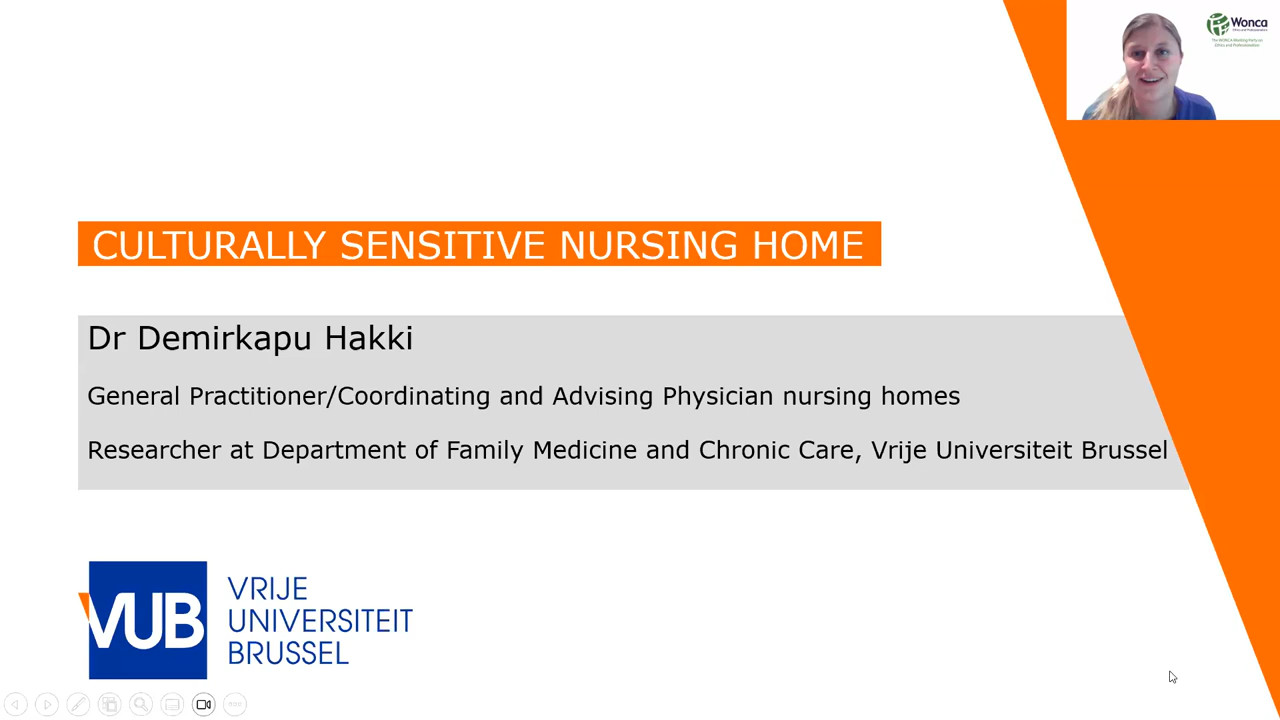 Wonca
CULTURALLY SENSITIVE NURSING HOME
Dr Demirkapu Hakki
General Practitioner/Coordinating and Advising Physician nursing homes
Researcher at Department of Family Medicine and Chronic Care, Vrije Universiteit Brussel
VUB
VRIJE
UNIVERSITEIT
BRUSSEL